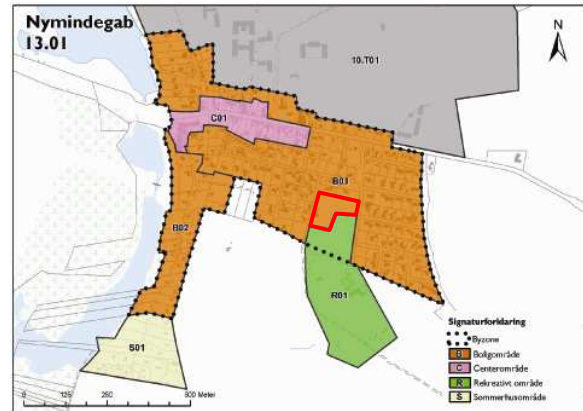 Nymindegab
13.01
N
10.T01
C01
B03
B02
R01
S01
Signaturforklaring
Byzone
B Boligområde
C Centerområde
R Rekreativt område
S Sommerhusområde
0 125 250 500 Meter